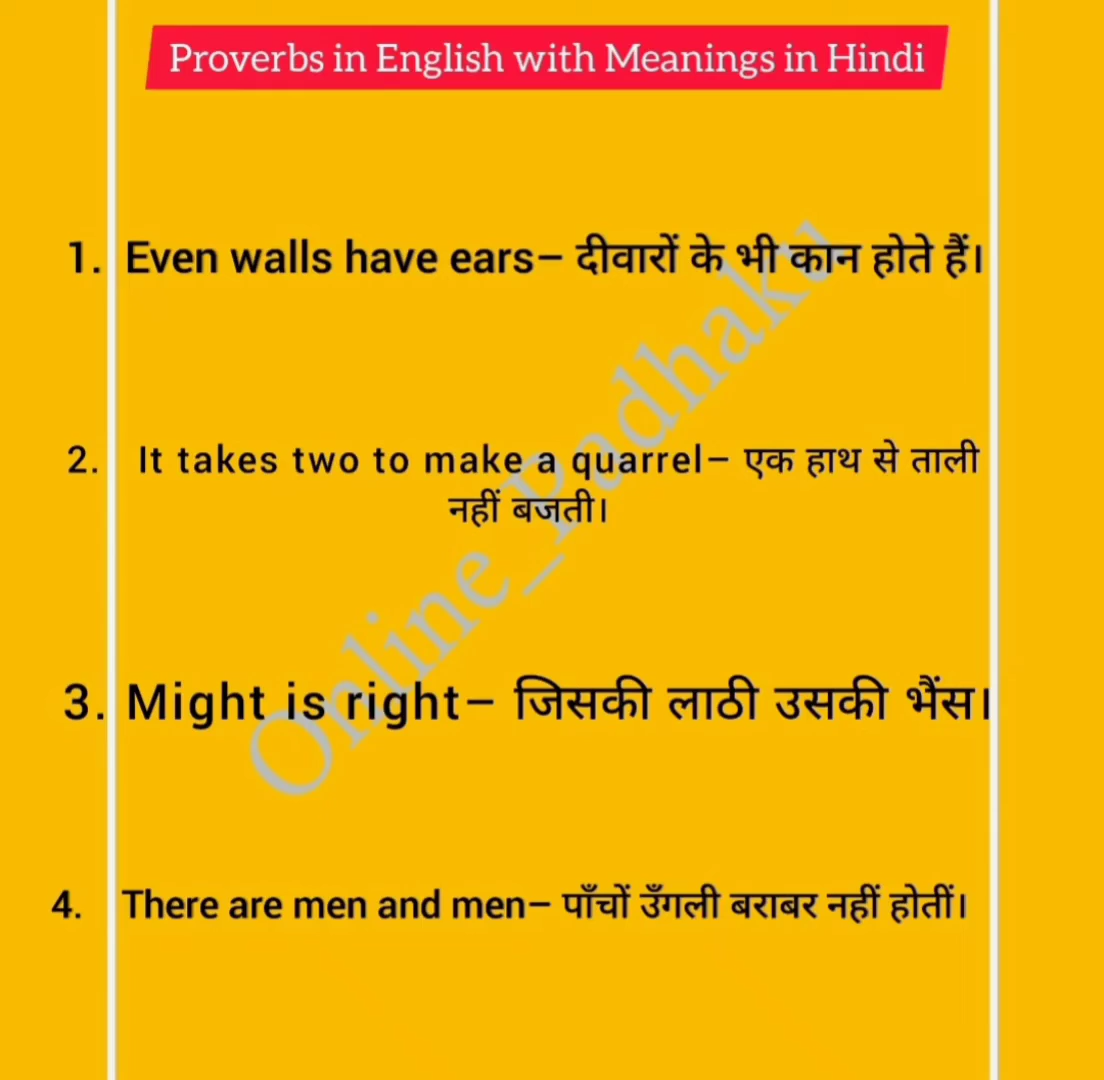 Proverbs in English with Meanings in Hindi
1. Even walls have ears– दीवारों के भी कान होते हैं।
2. It takes two to make a quarrel– एक हाथ से ताली
नहीं बजती।
3. Might is right– जिसकी लाठी उसकी भैंस।
4. There are men and men– पाँचों उँगली बराबर नहीं होतीं।
Online_Padhaku